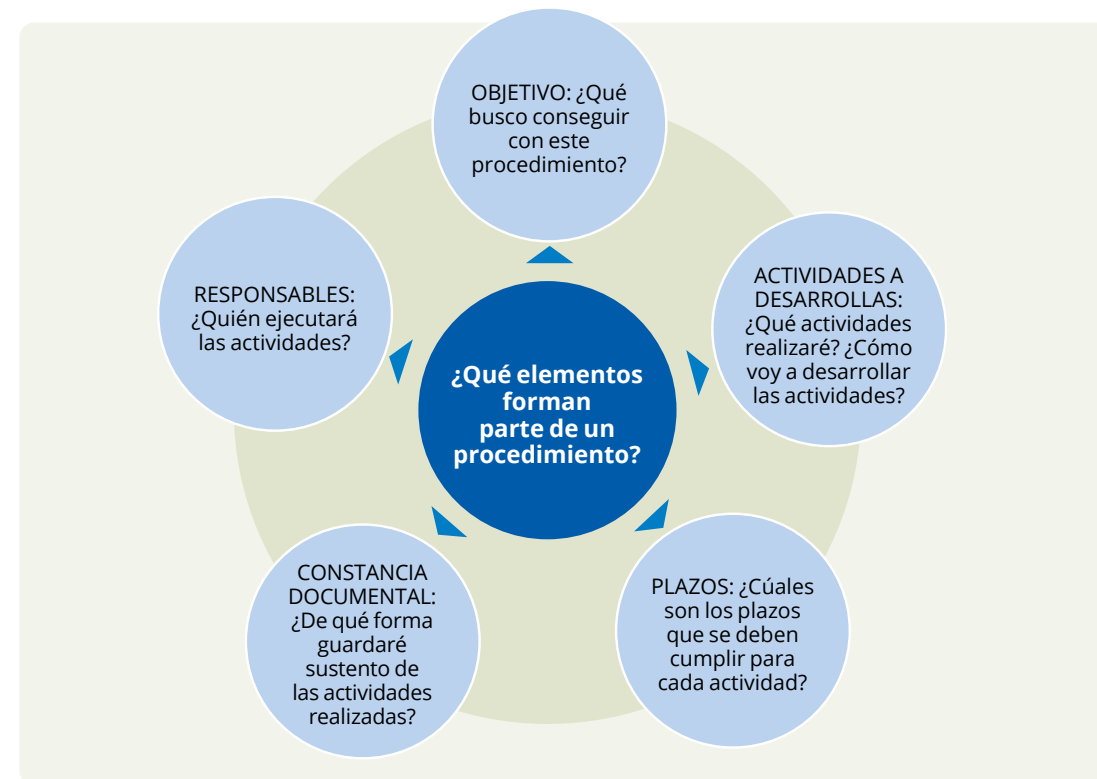 OBJETIVO: ¿Qué
busco conseguir
con este
procedimiento?
RESPONSABLES:
¿Quién ejecutará
las actividades?
ACTIVIDADES A
DESARROLLAS:
¿Qué actividades
realizaré? ¿Cómo
voy a desarrollar
las actividades?
¿Qué elementos
forman
parte de un
procedimiento?
CONSTANCIA
DOCUMENTAL:
¿De qué forma
guardaré
sustento de
las actividades
realizadas?
PLAZOS: ¿Cúales
son los plazos
que se deben
cumplir para
cada actividad?